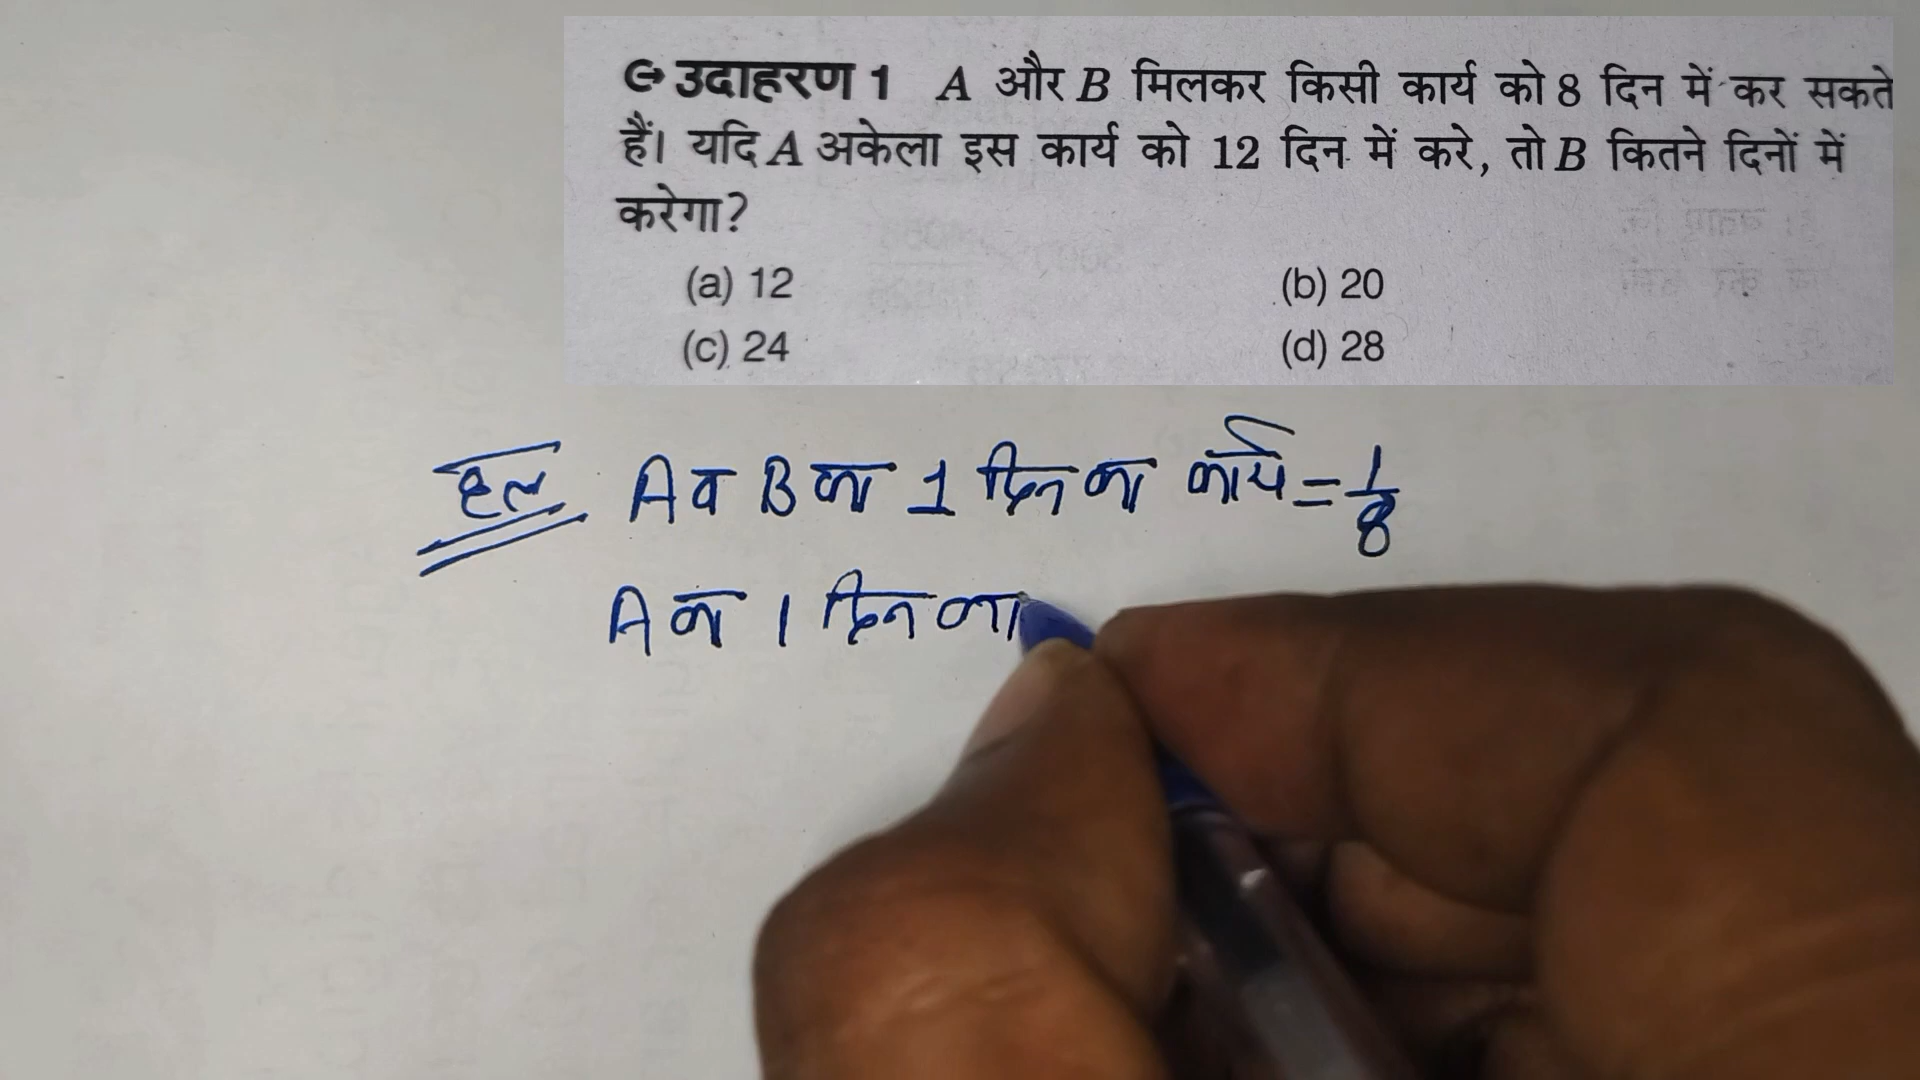 उदाहरण 1 A और B मिलकर किसी कार्य को 8 दिन में कर सकते
हैं। यदि A अकेला इस कार्य को 12 दिन में करे, तो B कितने दिनों में
करेगा?
(a) 12 (b) 20
(c) 24 (d) 28
हल A व B का 1 दिन का कार्य = 1/8
A का 1 दिन का